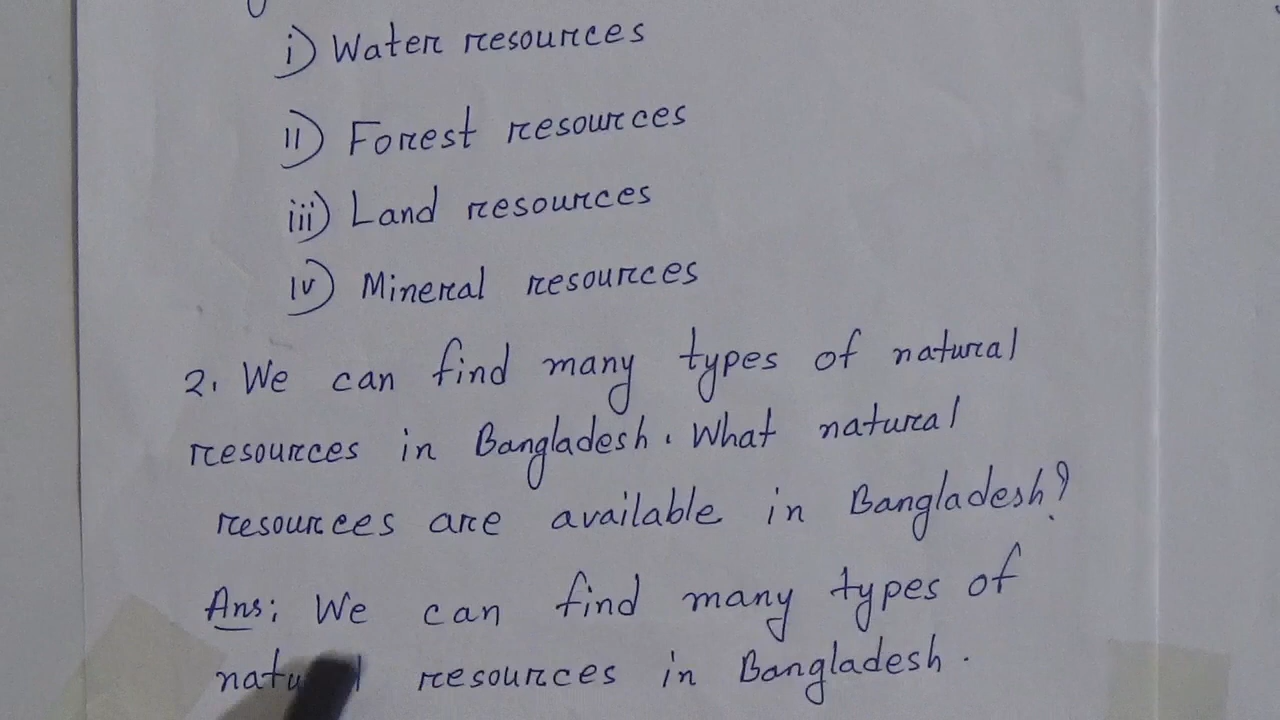 i) Water resources
ii) Forest resources
iii) Land resources
iv) Mineral resources
2. We can find many types of natural
resources in Bangladesh. What natural
resources are available in Bangladesh?
Ans: We can find many types of
resources in Bangladesh.